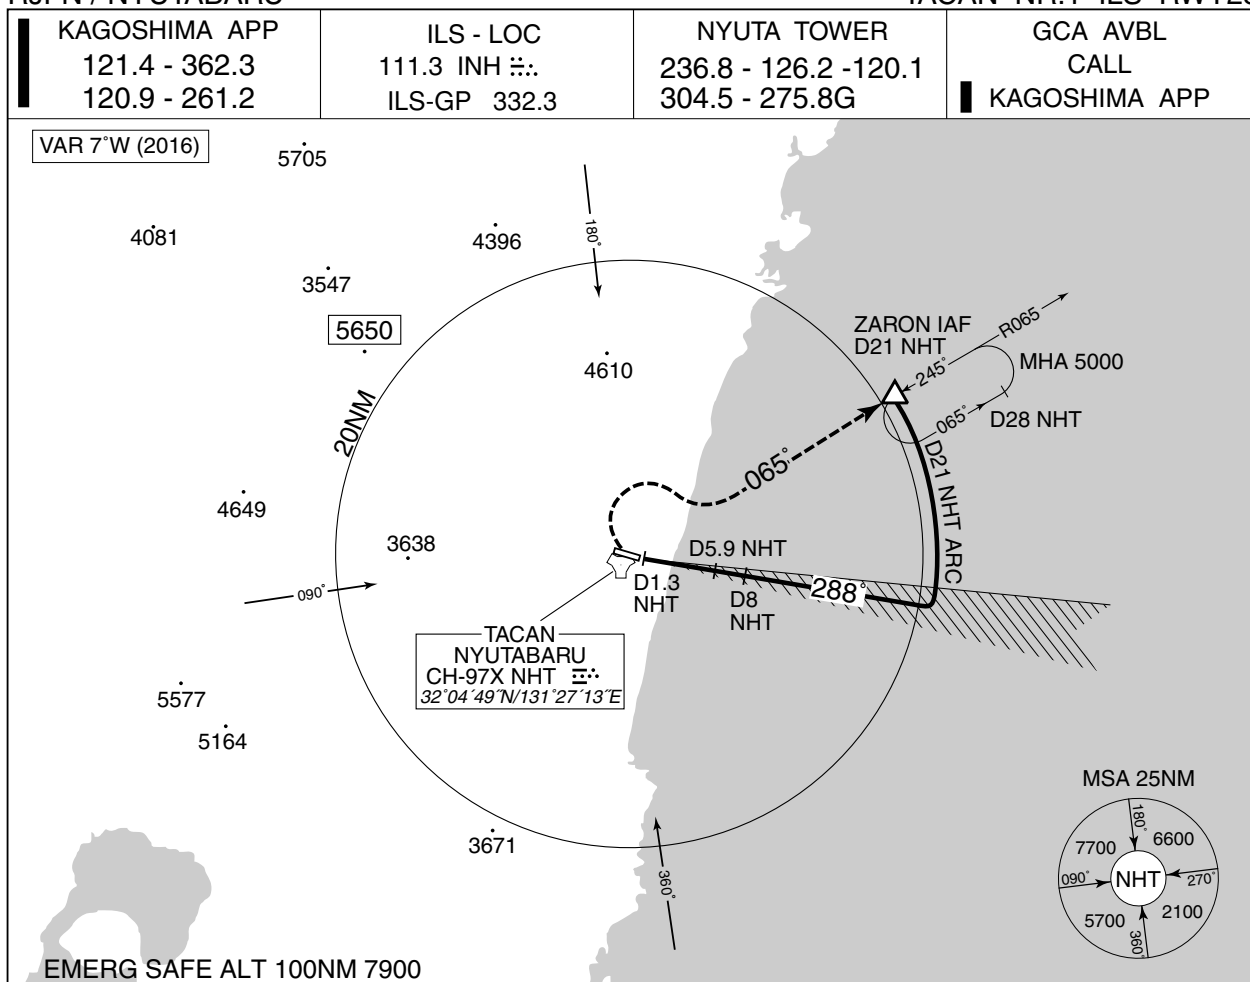 KAGOSHIMA APP
121.4 - 362.3
120.9 - 261.2
ILS - LOC
111.3 INH
ILS-GP 332.3
NYUTA TOWER
236.8 - 126.2 -120.1
304.5 - 275.8G
GCA AVBL
CALL
KAGOSHIMA APP
VAR 7°W (2016)
5705
4081
4396
3547
5650
4610
180°
20NM
ZARON IAF
D21 NHT
R065
245°
MHA 5000
065°
D28 NHT
065°
D21 NHT ARC
4649
3638
090°
D5.9 NHT
D1.3
NHT
D8
NHT
288°
TACAN
NYUTABARU
CH-97X NHT
32°04´49˝N/131°27´13˝E
5577
5164
3671
360°
MSA 25NM
180°
7700
6600
090°
NHT
270°
5700
2100
360°
EMERG SAFE ALT 100NM 7900